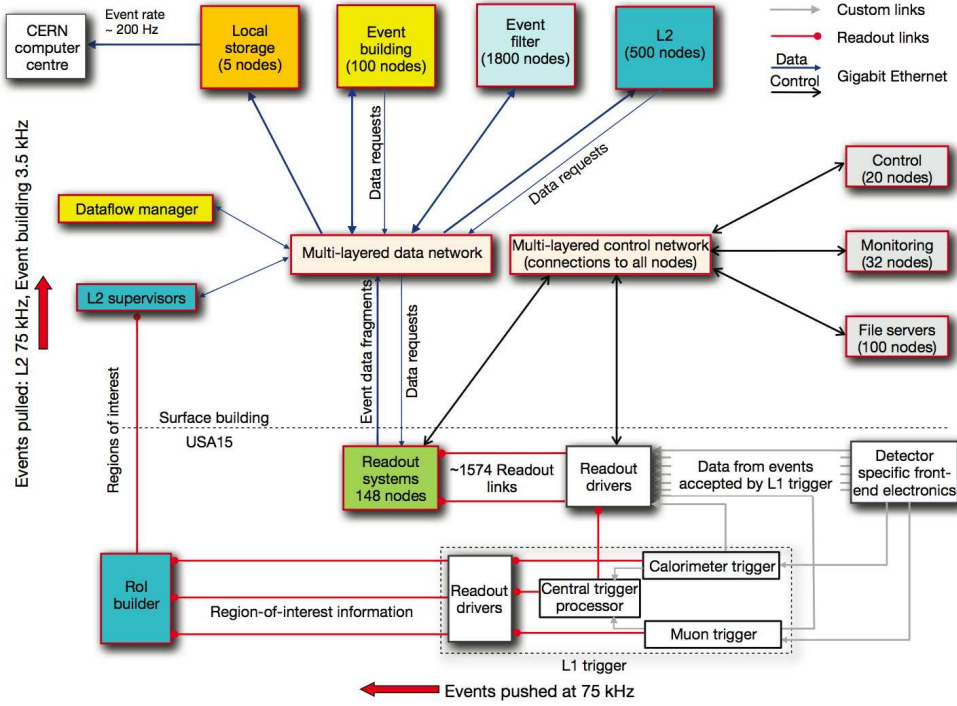 CERN
computer
centre
Event rate
~ 200 Hz
Local
storage
(5 nodes)
Event
building
(100 nodes)
Event
filter
(1800 nodes)
L2
(500 nodes)
Custom links
Readout links
Data
Control
Gigabit Ethernet
Events pulled: L2 75 kHz, Event building 3.5 kHz
Data requests
Data requests
Dataflow manager
Multi-layered data network
Multi-layered control network
(connections to all nodes)
Control
(20 nodes)
Monitoring
(32 nodes)
File servers
(100 nodes)
L2 supervisors
Regions of interest
Event data fragments
Data requests
Surface building
USA15
Readout
systems
148 nodes
~1574 Readout
links
Readout
drivers
Data from events
accepted by L1 trigger
Detector
specific front-
end electronics
RoI
builder
Region-of-interest information
Readout
drivers
Central trigger
processor
Calorimeter trigger
Muon trigger
L1 trigger
Events pushed at 75 kHz